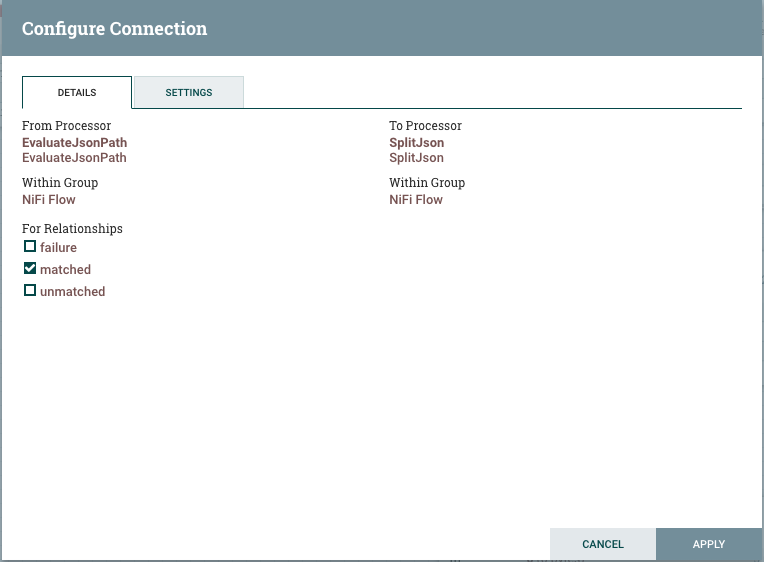 Configure Connection
DETAILS
SETTINGS
From Processor
EvaluateJsonPath
EvaluateJsonPath
Within Group
NiFi Flow
To Processor
SplitJson
SplitJson
Within Group
NiFi Flow
For Relationships
failure
matched
unmatched
CANCEL
APPLY